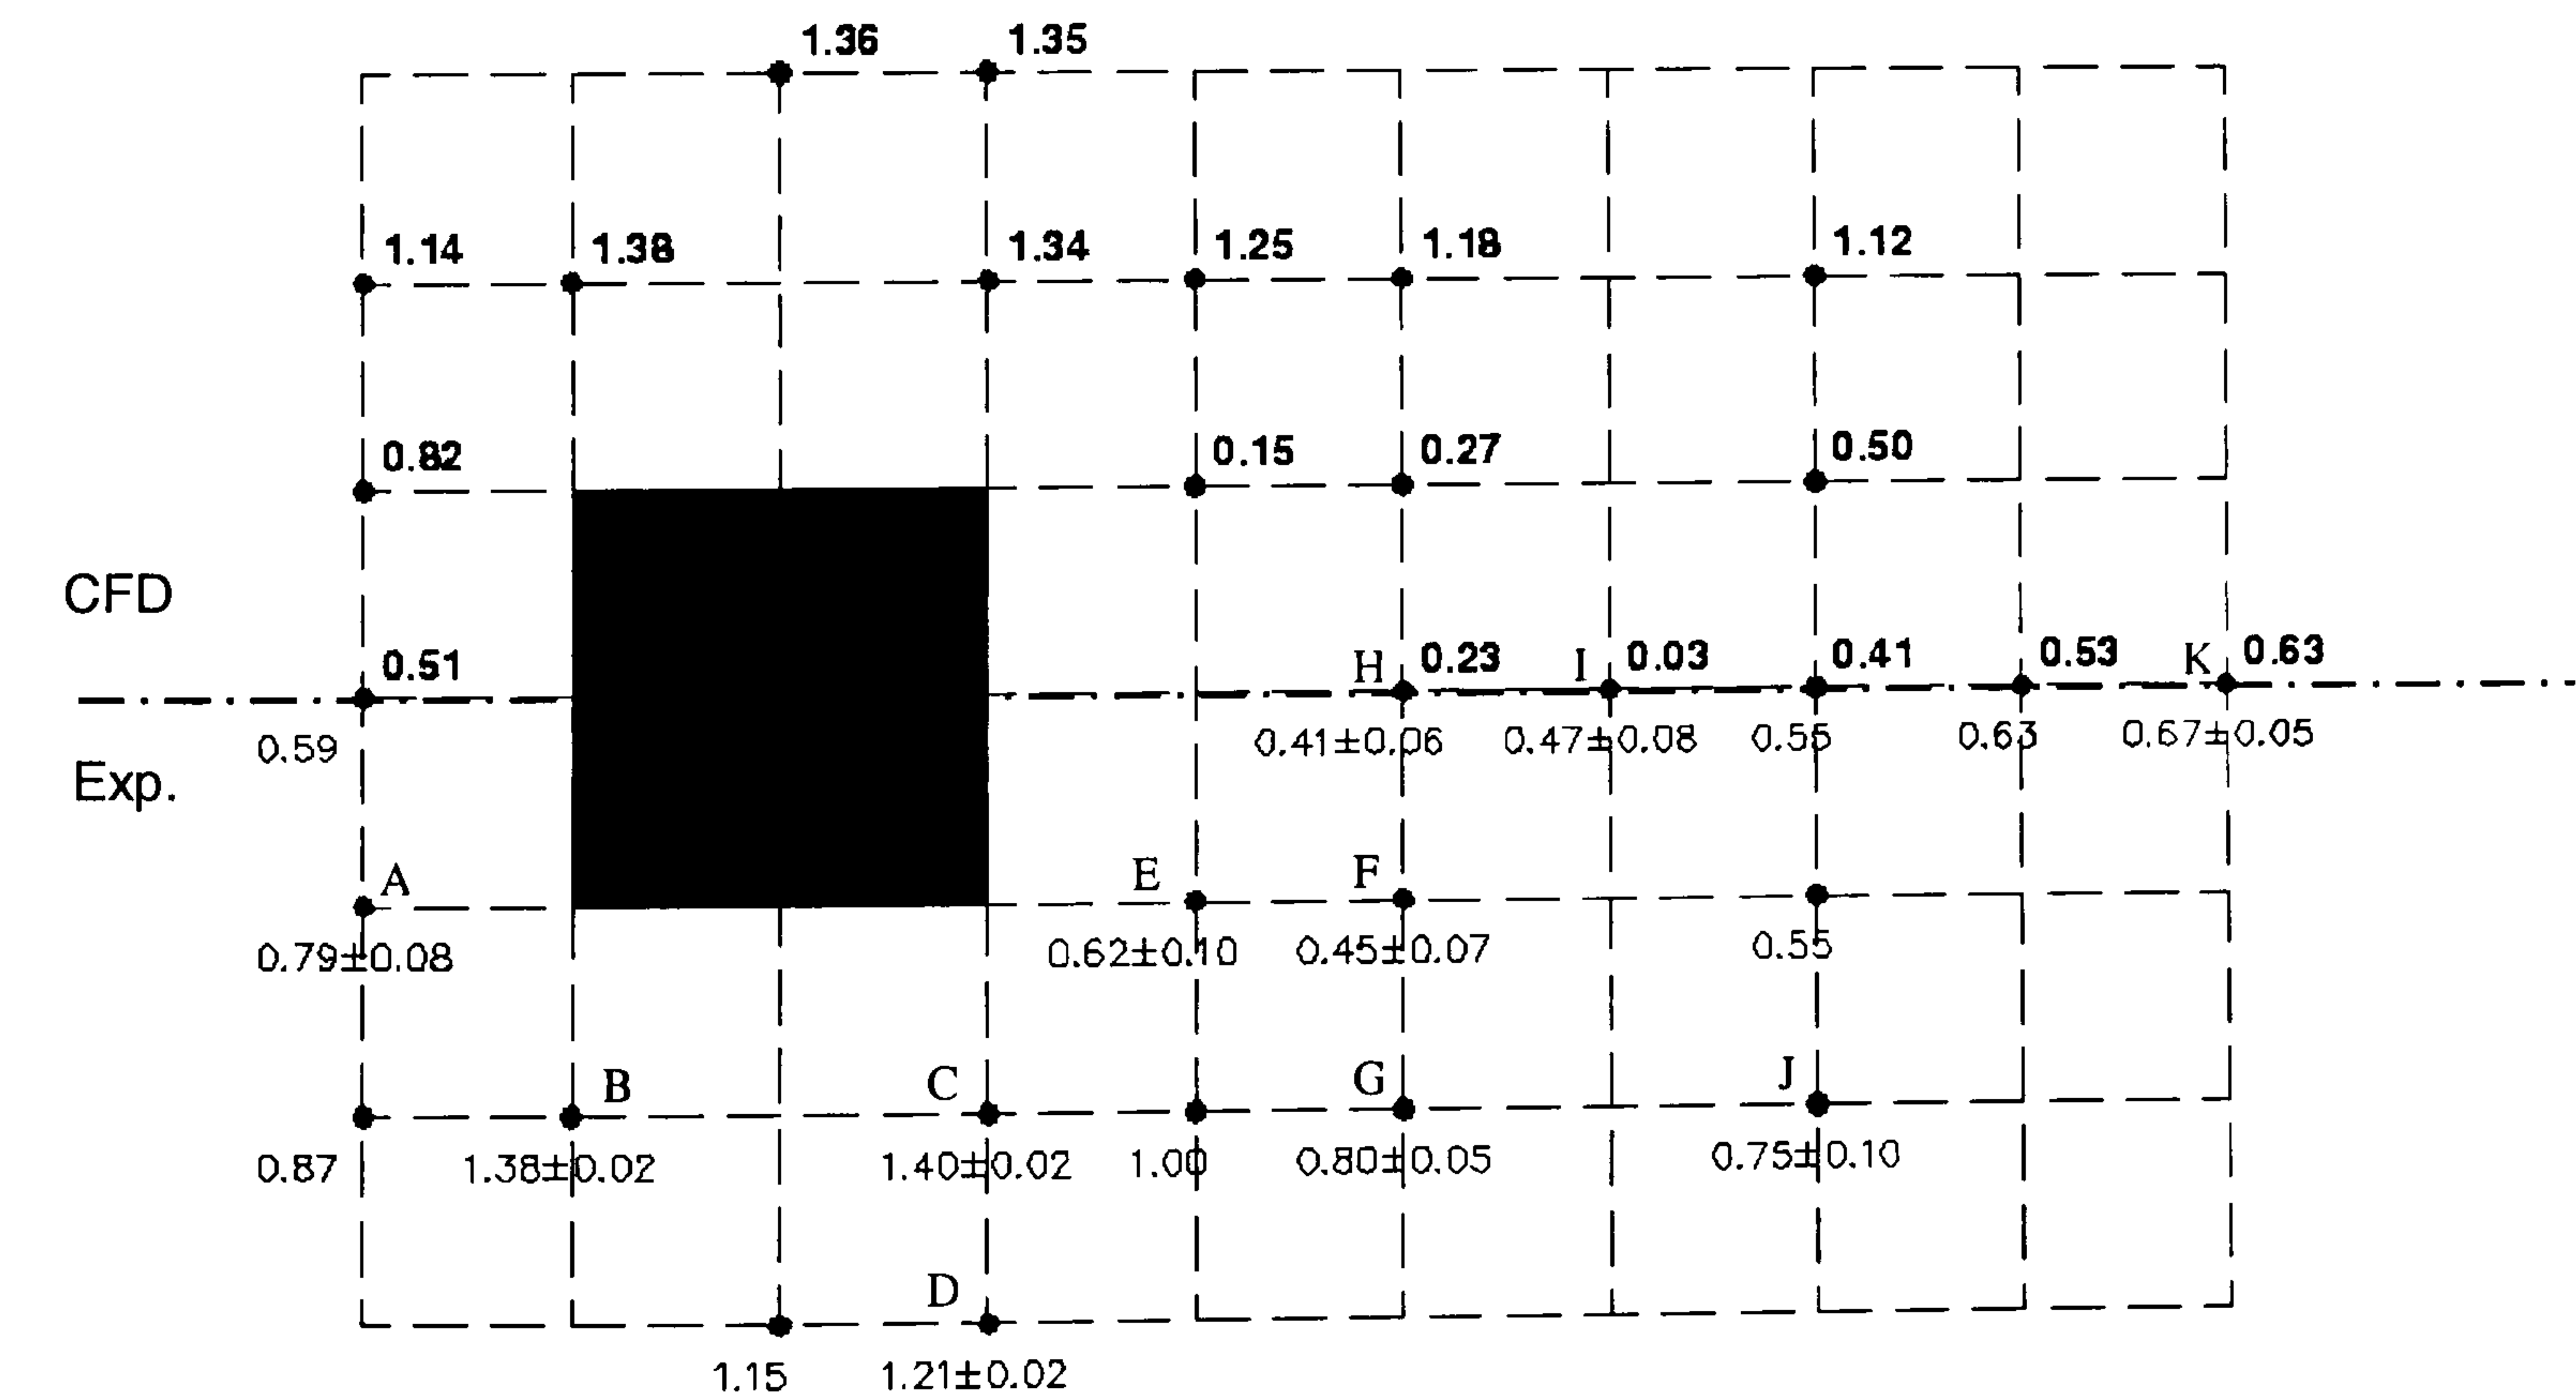 1.36 1.35
1.14 1.38 1.34 1.25 1.18 1.12
0.82 0.15 0.27 0.50
CFD
0.51 H 0.23 I 0.03 0.41 0.53 K 0.63
0.59 0.41±0.06 0.47±0.08 0.55 0.63 0.67±0.05
Exp.
A E F
0.79±0.08 0.62±0.10 0.45±0.07 0.55
B C G J
0.87 1.38±0.02 1.40±0.02 1.00 0.80±0.05 0.75±0.10
D
1.15 1.21±0.02